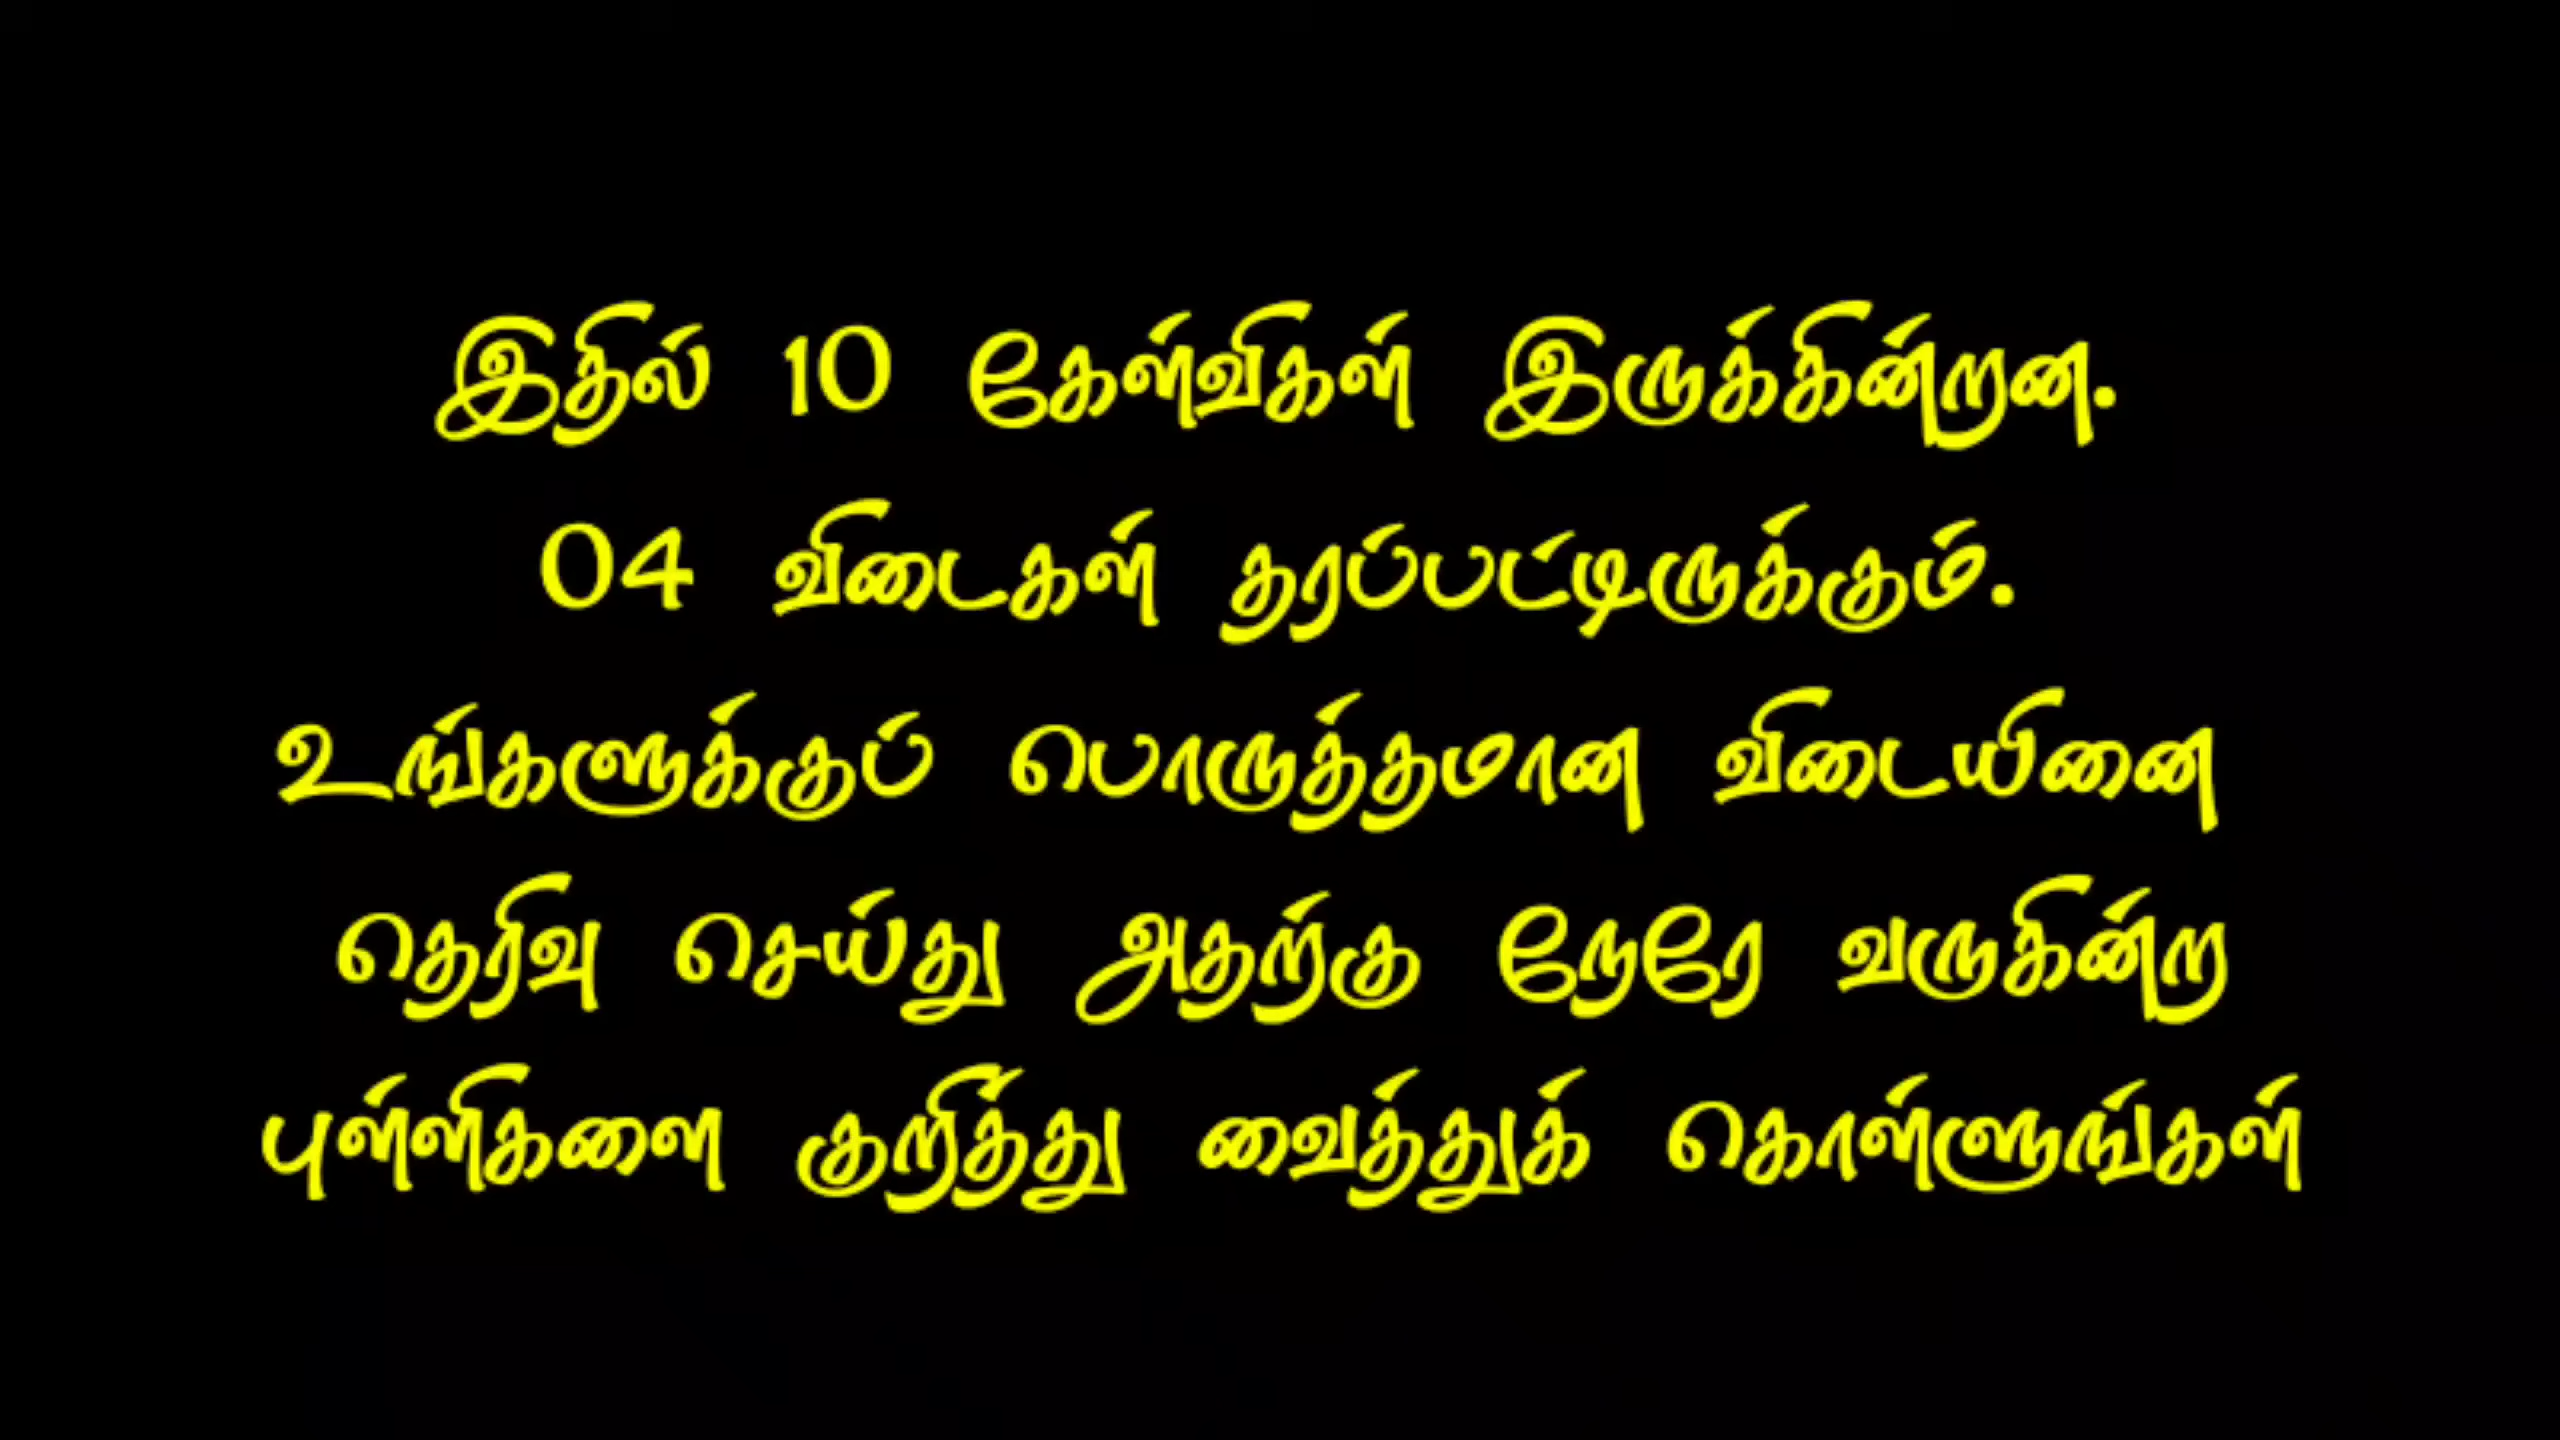 இதில் 10 கேள்விகள் இருக்கின்றன.
04 விடைகள் தரப்பட்டிருக்கும்.
உங்களுக்குப் பொருத்தமான விடையினை
தெரிவு செய்து அதற்கு நேரே வருகின்ற
புள்ளிகளை குறித்து வைத்துக் கொள்ளுங்கள்